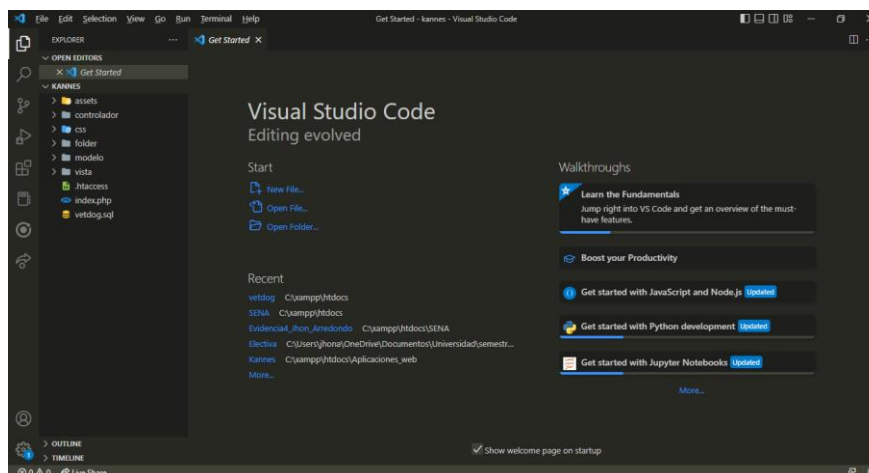 File Edit Selection View Go Run Terminal Help
Get Started - kannes - Visual Studio Code
EXPLORER
Get Started
OPEN EDITORS
Get Started
KANNES
assets
controlador
css
folder
modelo
vista
.htaccess
index.php
vetdog.sql
OUTLINE
TIMELINE
Visual Studio Code
Editing evolved
Start
New File...
Open File...
Open Folder...
Recent
vetdog C:\xampp\htdocs
SENA C:\xampp\htdocs
Evidencia4_Jhon_Arredondo C:\xampp\htdocs\SENA
Electiva C:\Users\jhona\OneDrive\Documentos\Universidad\semestr...
Kannes C:\xampp\htdocs\Aplicaciones_web
More...
Walkthroughs
Learn the Fundamentals
Jump right into VS Code and get an overview of the must-
have features.
Boost your Productivity
Get started with JavaScript and Node.js Updated
Get started with Python development Updated
Get started with Jupyter Notebooks Updated
More...
Show welcome page on startup
0 0 Live Share